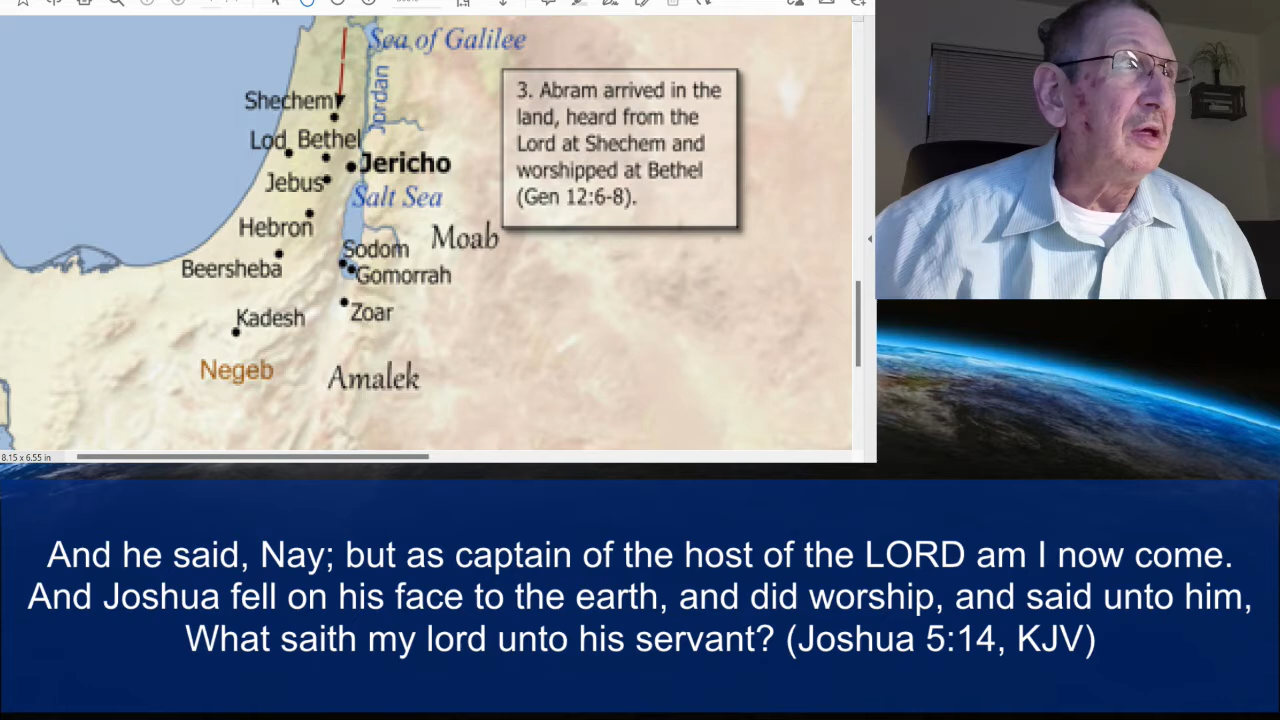 Sea of Galilee
Jordan
Shechem
Lod Bethel
Jericho
Jebus
Salt Sea
Hebron
Moab
Sodom
Beersheba
Gomorrah
Kadesh
Zoar
Negeb
Amalek
3. Abram arrived in the
land, heard from the
Lord at Shechem and
worshipped at Bethel
(Gen 12:6-8).
8.15 x 6.55 in
And he said, Nay; but as captain of the host of the LORD am I now come.
And Joshua fell on his face to the earth, and did worship, and said unto him,
What saith my lord unto his servant? (Joshua 5:14, KJV)